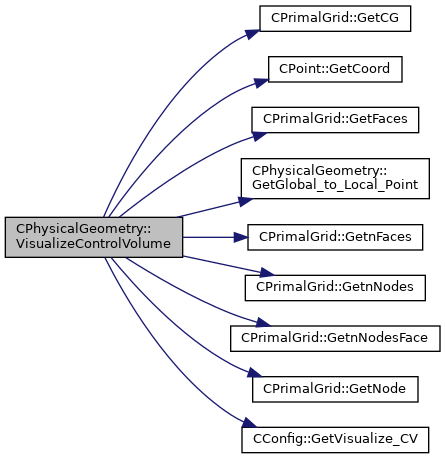 CPrimalGrid::GetCG
CPoint::GetCoord
CPrimalGrid::GetFaces
CPhysicalGeometry::
GetGlobal_to_Local_Point
CPhysicalGeometry::
VisualizeControlVolume
CPrimalGrid::GetnFaces
CPrimalGrid::GetnNodes
CPrimalGrid::GetnNodesFace
CPrimalGrid::GetNode
CConfig::GetVisualize_CV